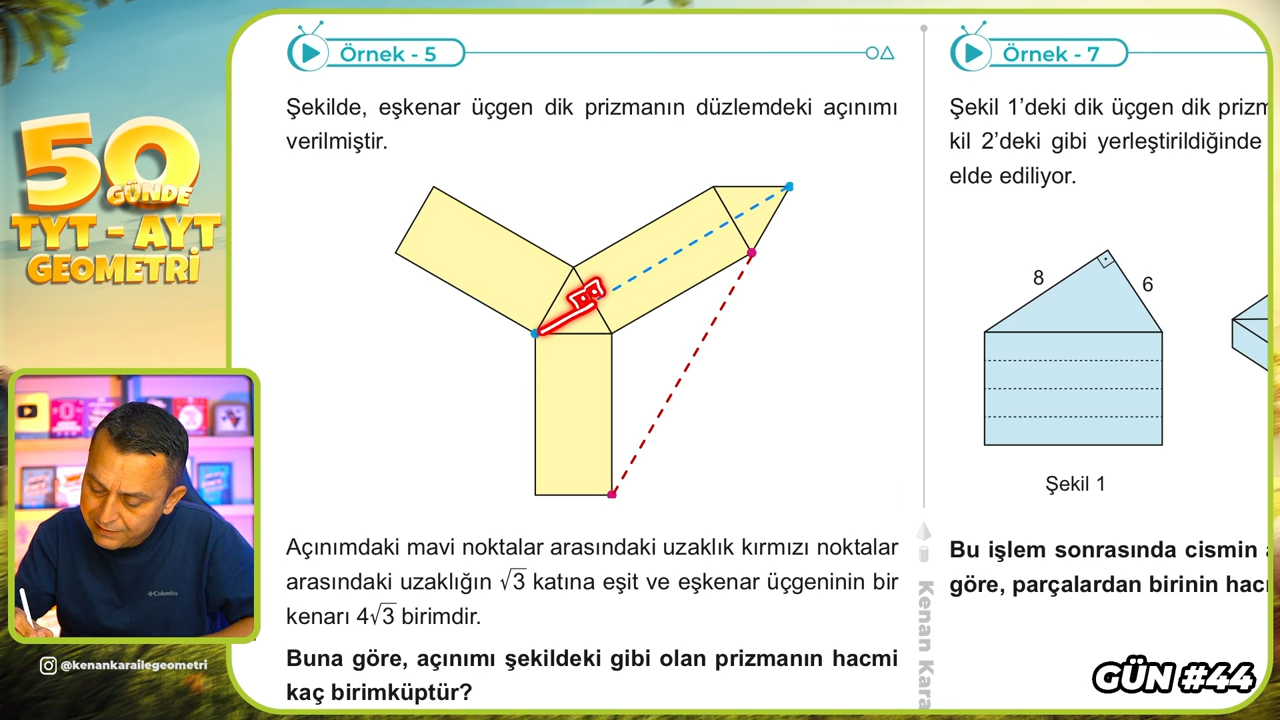 50
GÜNDE
TYT - AYT
GEOMETRİ
Örnek - 5
Şekilde, eşkenar üçgen dik prizmanın düzlemdeki açınımı
verilmiştir.
Açınımdaki mavi noktalar arasındaki uzaklık kırmızı noktalar
arasındaki uzaklığın √3 katına eşit ve eşkenar üçgeninin bir
kenarı 4√3 birimdir.
Buna göre, açınımı şekildeki gibi olan prizmanın hacmi
kaç birimküptür?
Kenan Kara
Örnek - 7
Şekil 1’deki dik üçgen dik prizm
kil 2’deki gibi yerleştirildiğinde
elde ediliyor.
8
6
Şekil 1
Bu işlem sonrasında cismin a
göre, parçalardan birinin haci
Columbia
@kenankarailegeometri
GÜN #44